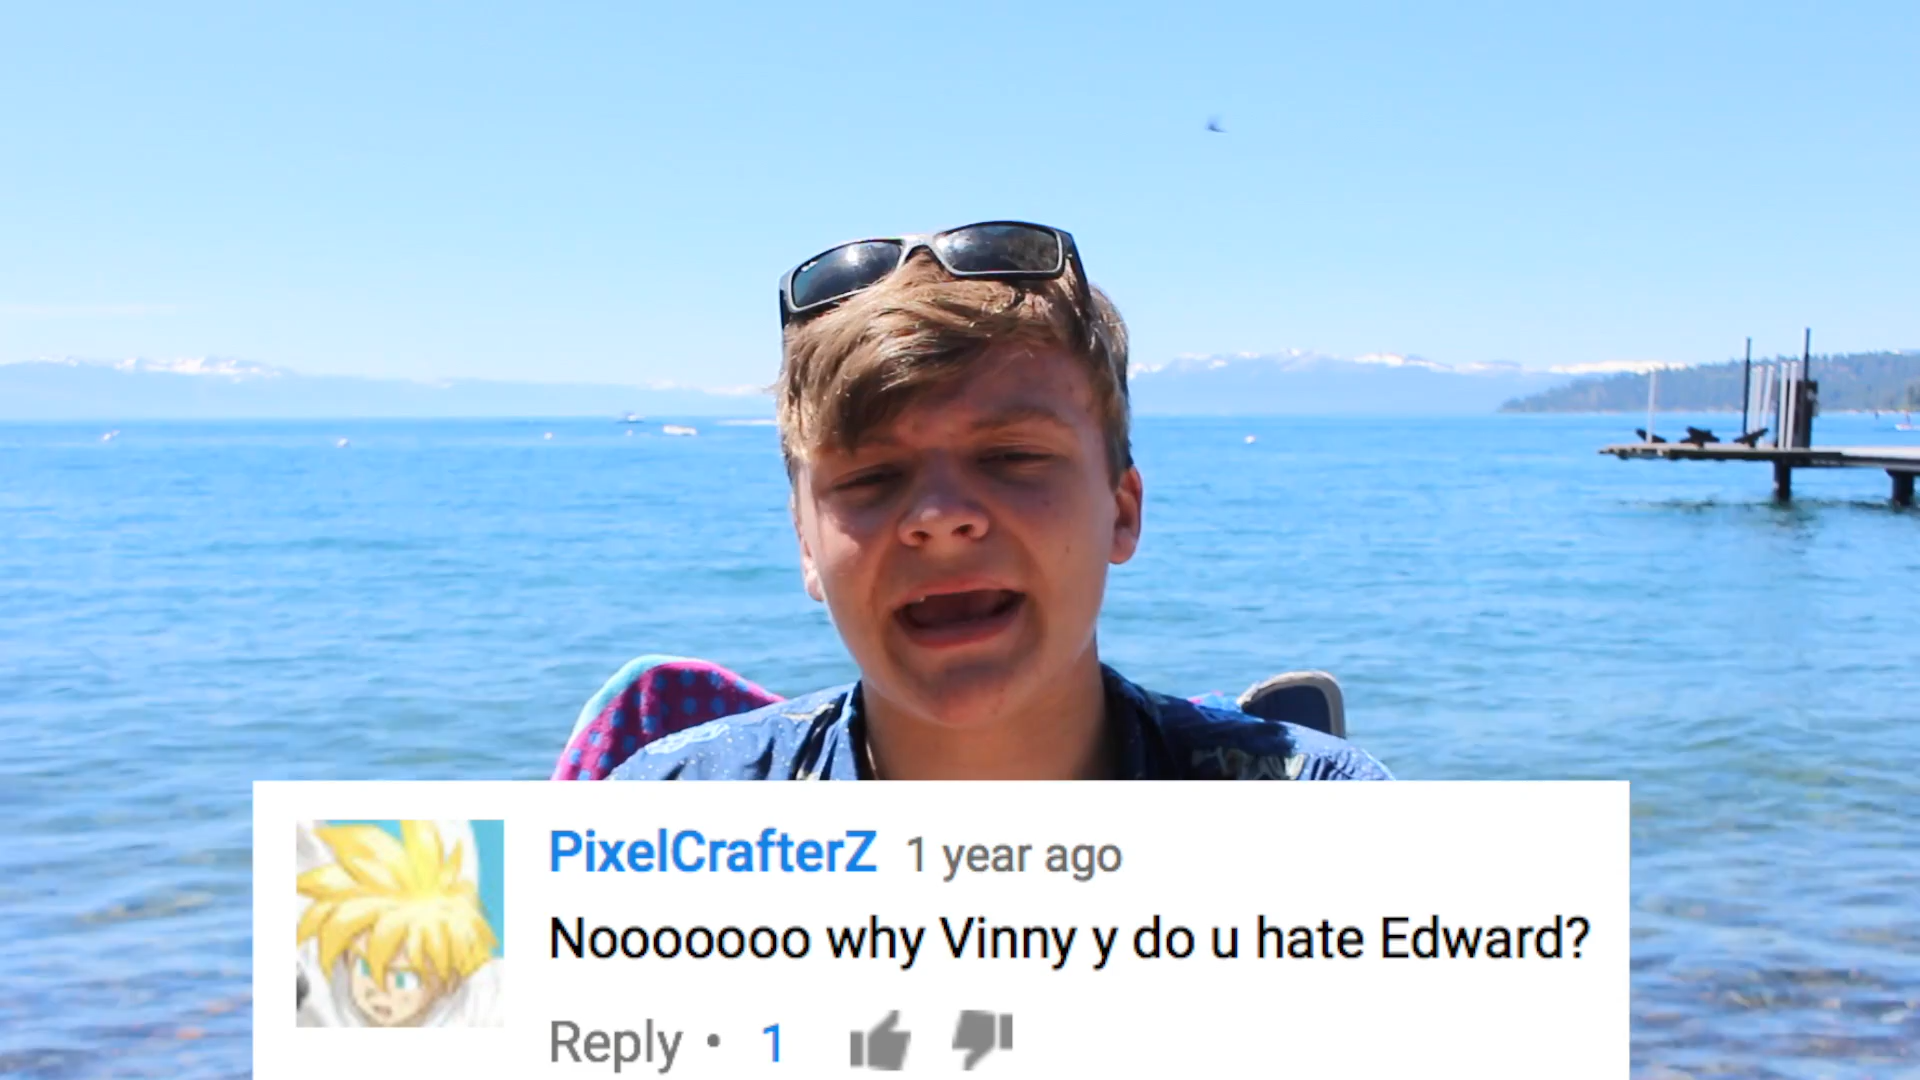 PixelCrafterZ 1 year ago
Nooooooo why Vinny y do u hate Edward?
Reply • 1